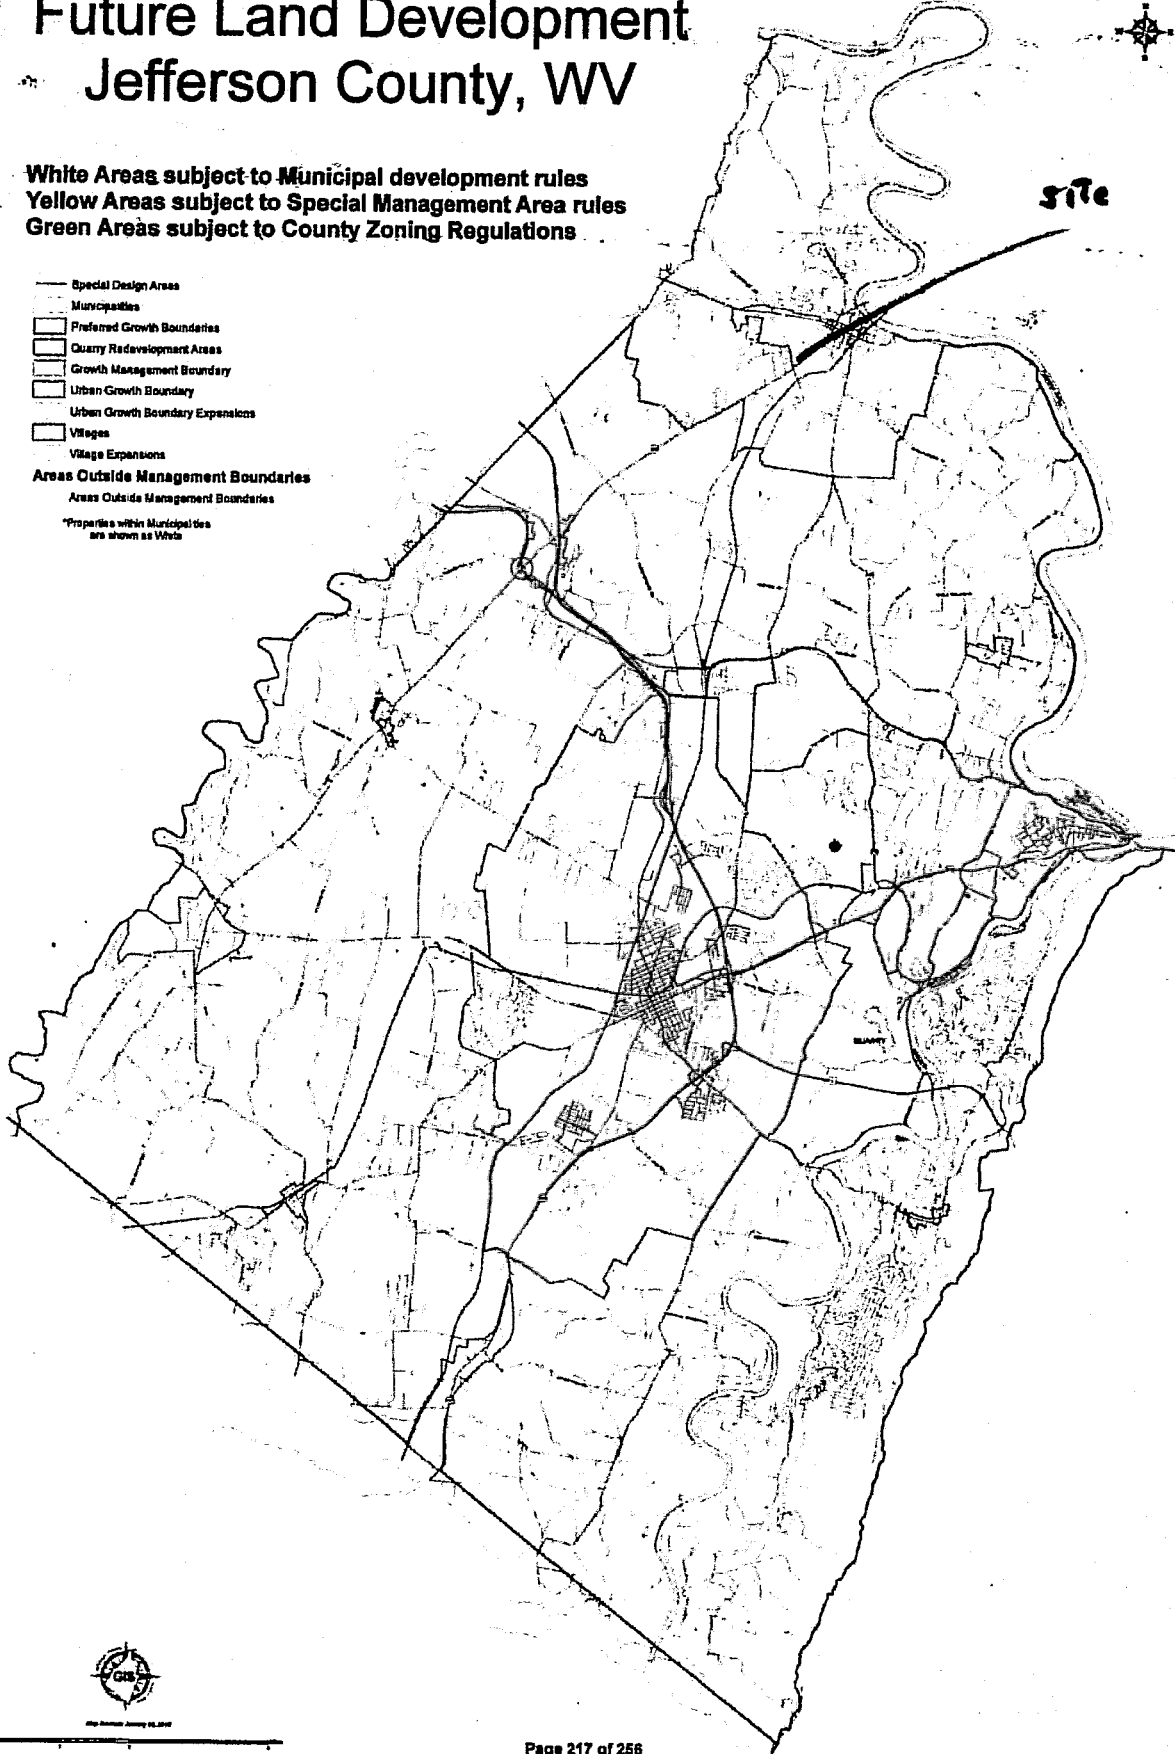 Future Land Development
Jefferson County, WV
White Areas subject to Municipal development rules
Yellow Areas subject to Special Management Area rules
Green Areas subject to County Zoning Regulations
SiTe
Special Design Areas
Municipalities
Preferred Growth Boundaries
Quarry Redevelopment Areas
Growth Management Boundary
Urban Growth Boundary
Urban Growth Boundary Expansions
Villages
Village Expansions
Areas Outside Management Boundaries
Areas Outside Management Boundaries
*Properties within Municipalities
are shown as White
GIS
Page 217 of 256